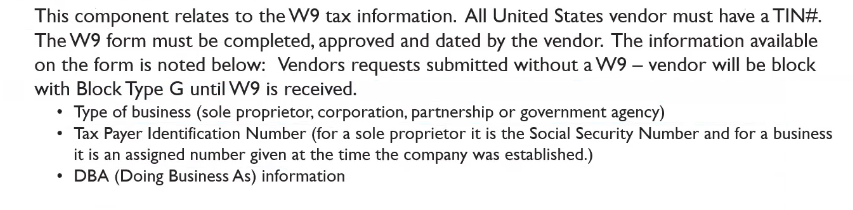 This component relates to the W9 tax information. All United States vendor must have a TIN#.
The W9 form must be completed, approved and dated by the vendor. The information available
on the form is noted below: Vendors requests submitted without a W9 – vendor will be block
with Block Type G until W9 is received.
• Type of business (sole proprietor, corporation, partnership or government agency)
• Tax Payer Identification Number (for a sole proprietor it is the Social Security Number and for a business
it is an assigned number given at the time the company was established.)
• DBA (Doing Business As) information